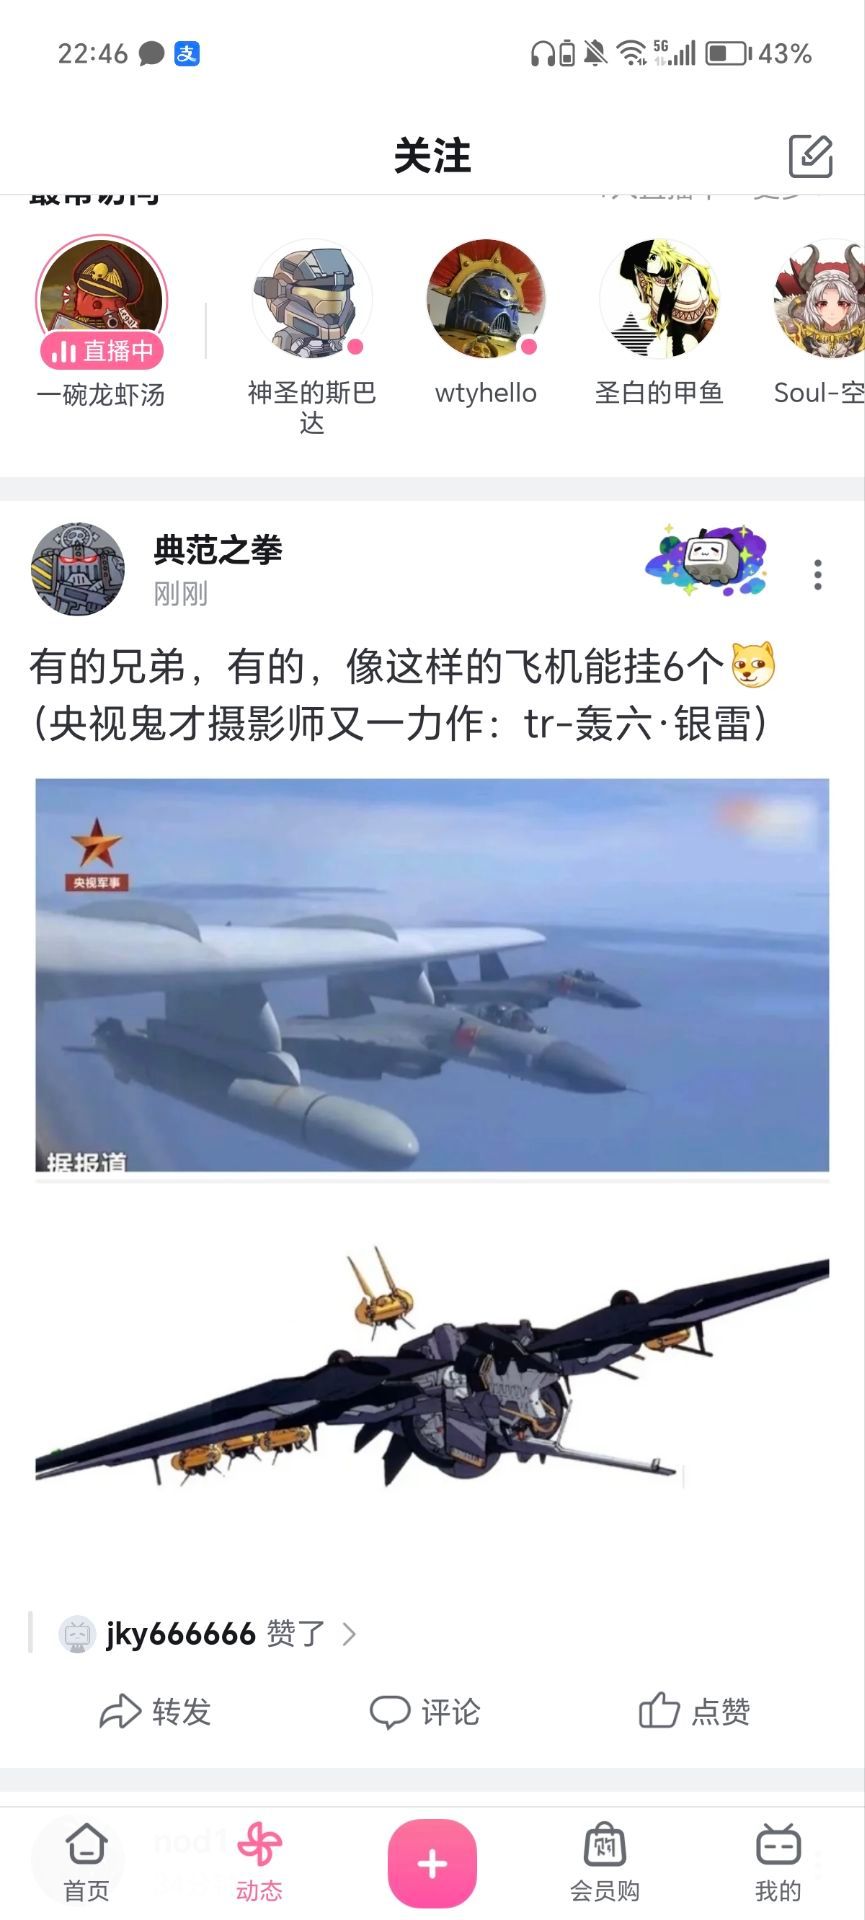 22:46
支
5G
43%
关注
一碗龙虾汤
直播中
神圣的斯巴
达
wtyhello
圣白的甲鱼
Soul-空
典范之拳
刚刚
有的兄弟，有的，像这样的飞机能挂6个
（央视鬼才摄影师又一力作：tr-轰六·银雷）
央视军事
据报道
jky666666 赞了
转发
评论
点赞
首页
动态
会员购
我的